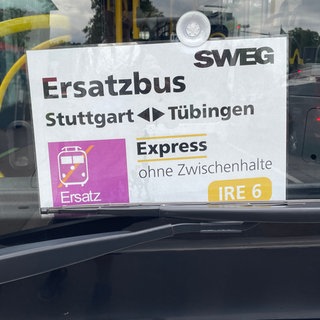 SWEG
Ersatzbus
Stuttgart ◄► Tübingen
Express
ohne Zwischenhalte
Ersatz
IRE 6